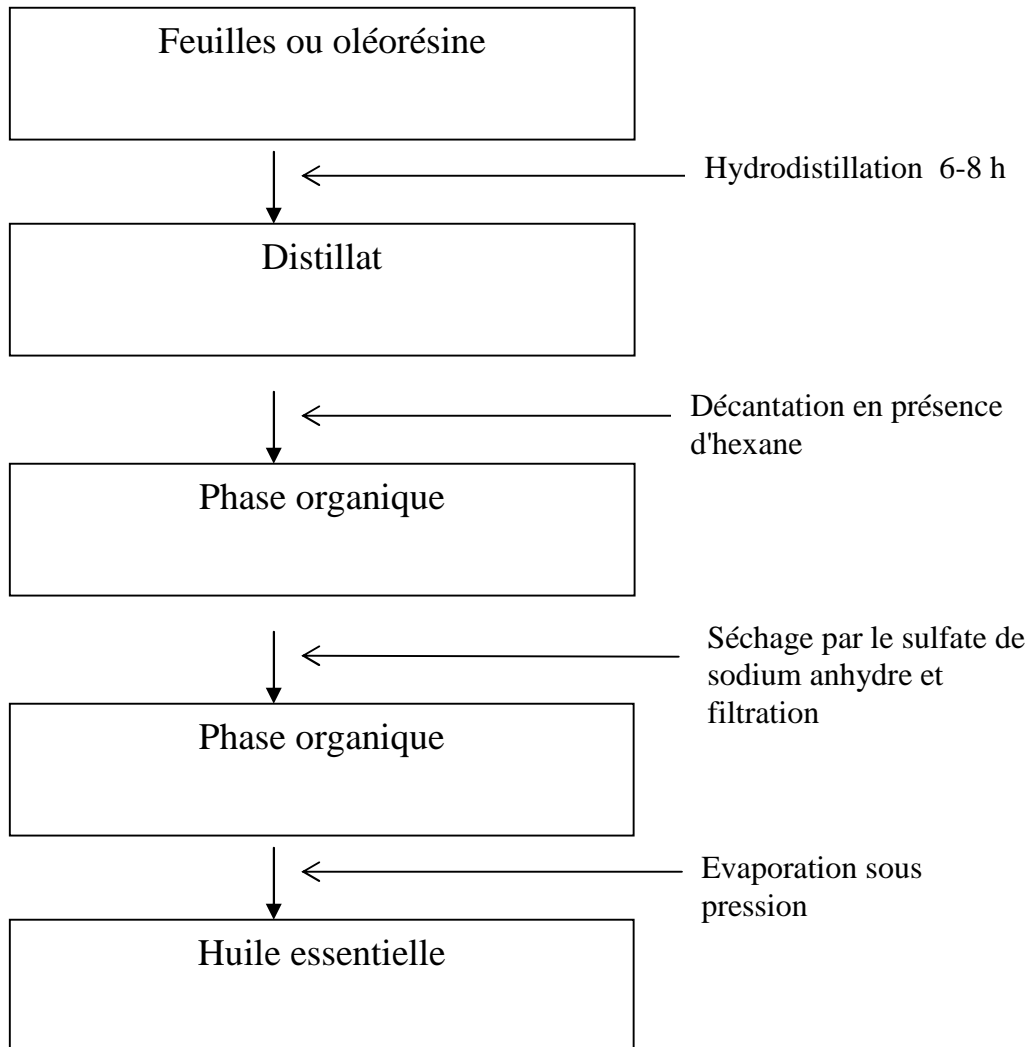 Feuilles ou oléorésine
Hydrodistillation 6-8 h
Distillat
Décantation en présence
d'hexane
Phase organique
Séchage par le sulfate de
sodium anhydre et
filtration
Phase organique
Evaporation sous
pression
Huile essentielle